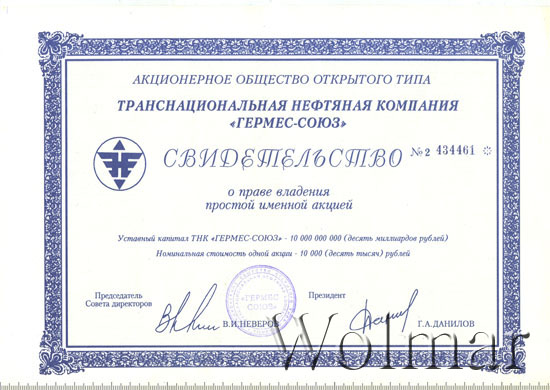 АКЦИОНЕРНОЕ ОБЩЕСТВО ОТКРЫТОГО ТИПА
ТРАНСНАЦИОНАЛЬНАЯ НЕФТЯНАЯ КОМПАНИЯ
«ГЕРМЕС-СОЮЗ»
СВИДЕТЕЛЬСТВО №2 434461
о праве владения
простой именной акцией
Уставный капитал ТНК «ГЕРМЕС-СОЮЗ» - 10 000 000 000 (десять миллиардов рублей)
Номинальная стоимость одной акции - 10 000 (десять тысяч) рублей
Председатель
Совета директоров
В.И.НЕВЕРОВ
«ГЕРМЕС
СОЮЗ»
Президент
Г.А.ДАНИЛОВ
Wolmar